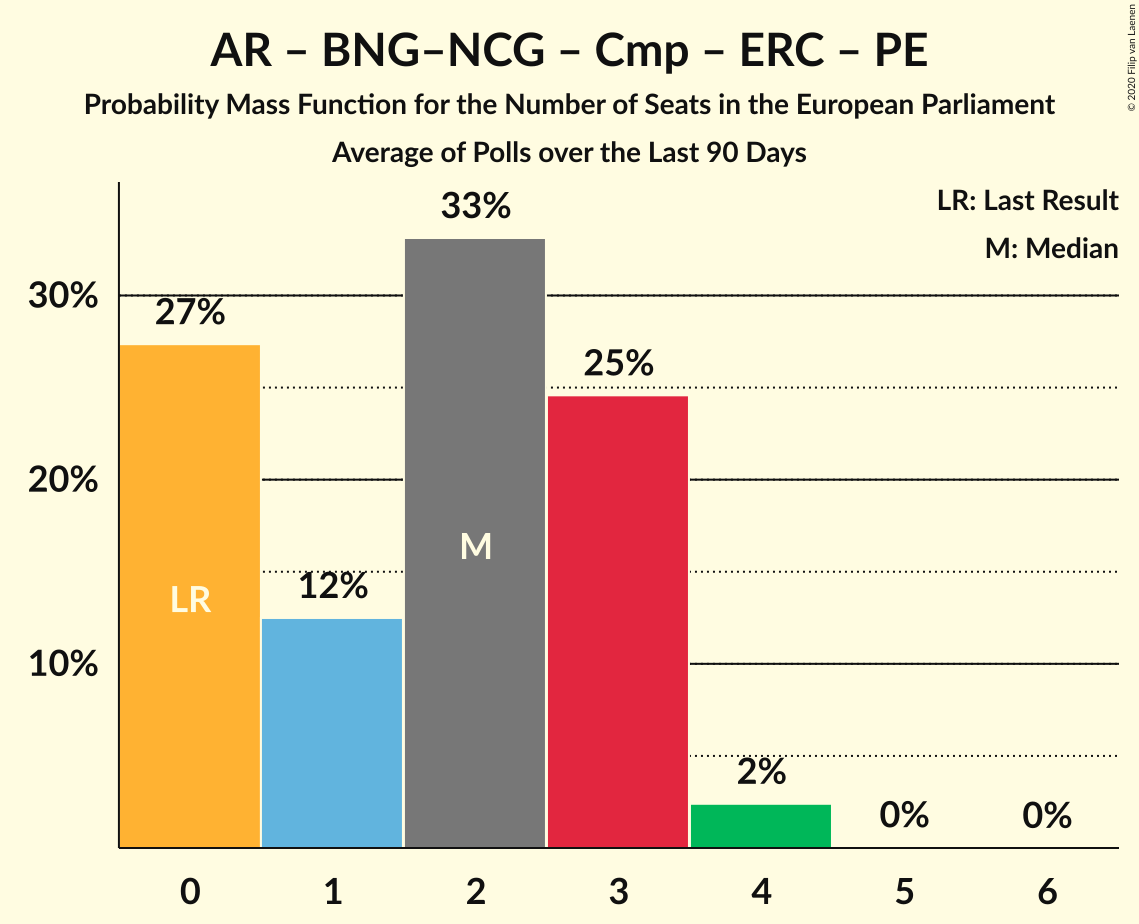 AR – BNG–NCG – Cmp – ERC – PE
Probability Mass Function for the Number of Seats in the European Parliament
Average of Polls over the Last 90 Days
© 2020 Filip van Laenen
LR: Last Result
M: Median
33%
30%
27%
25%
20%
M
12%
LR
10%
2%
0%
0%
0 1 2 3 4 5 6